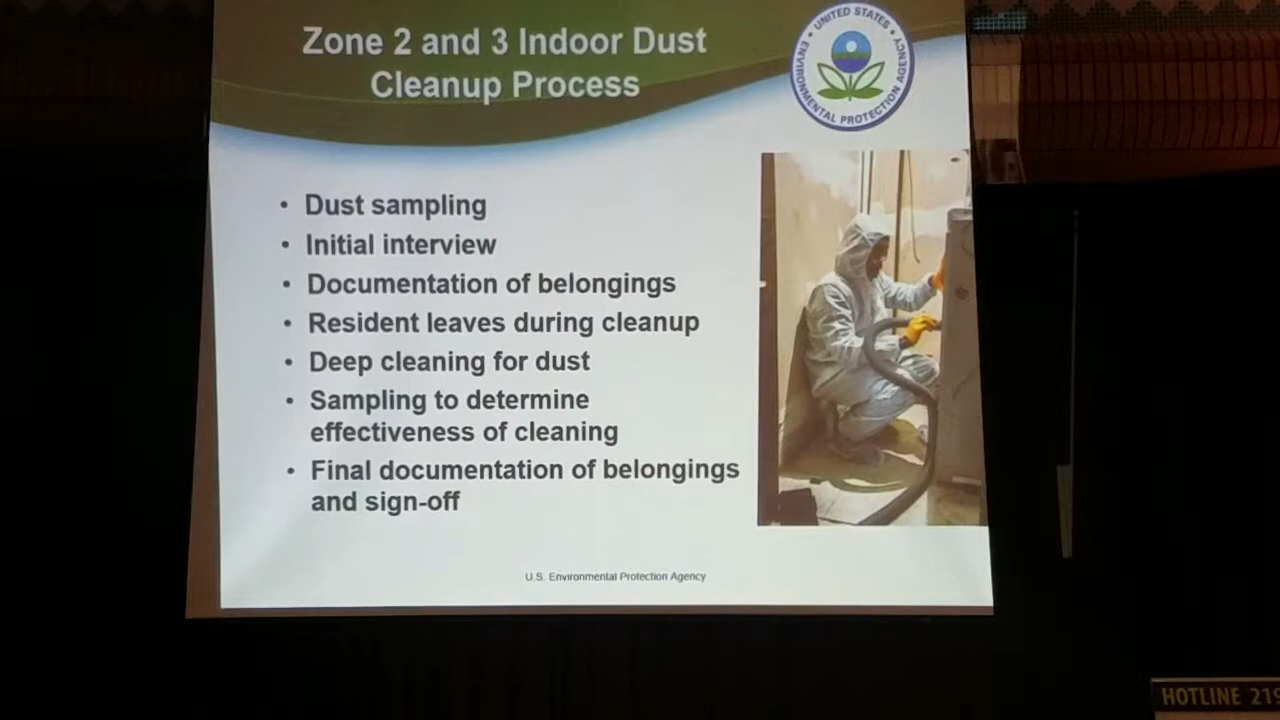 Zone 2 and 3 Indoor Dust
Cleanup Process
UNITED STATES
ENVIRONMENTAL PROTECTION AGENCY
• Dust sampling
• Initial interview
• Documentation of belongings
• Resident leaves during cleanup
• Deep cleaning for dust
• Sampling to determine
effectiveness of cleaning
• Final documentation of belongings
and sign-off
U.S. Environmental Protection Agency
HOTLINE 219